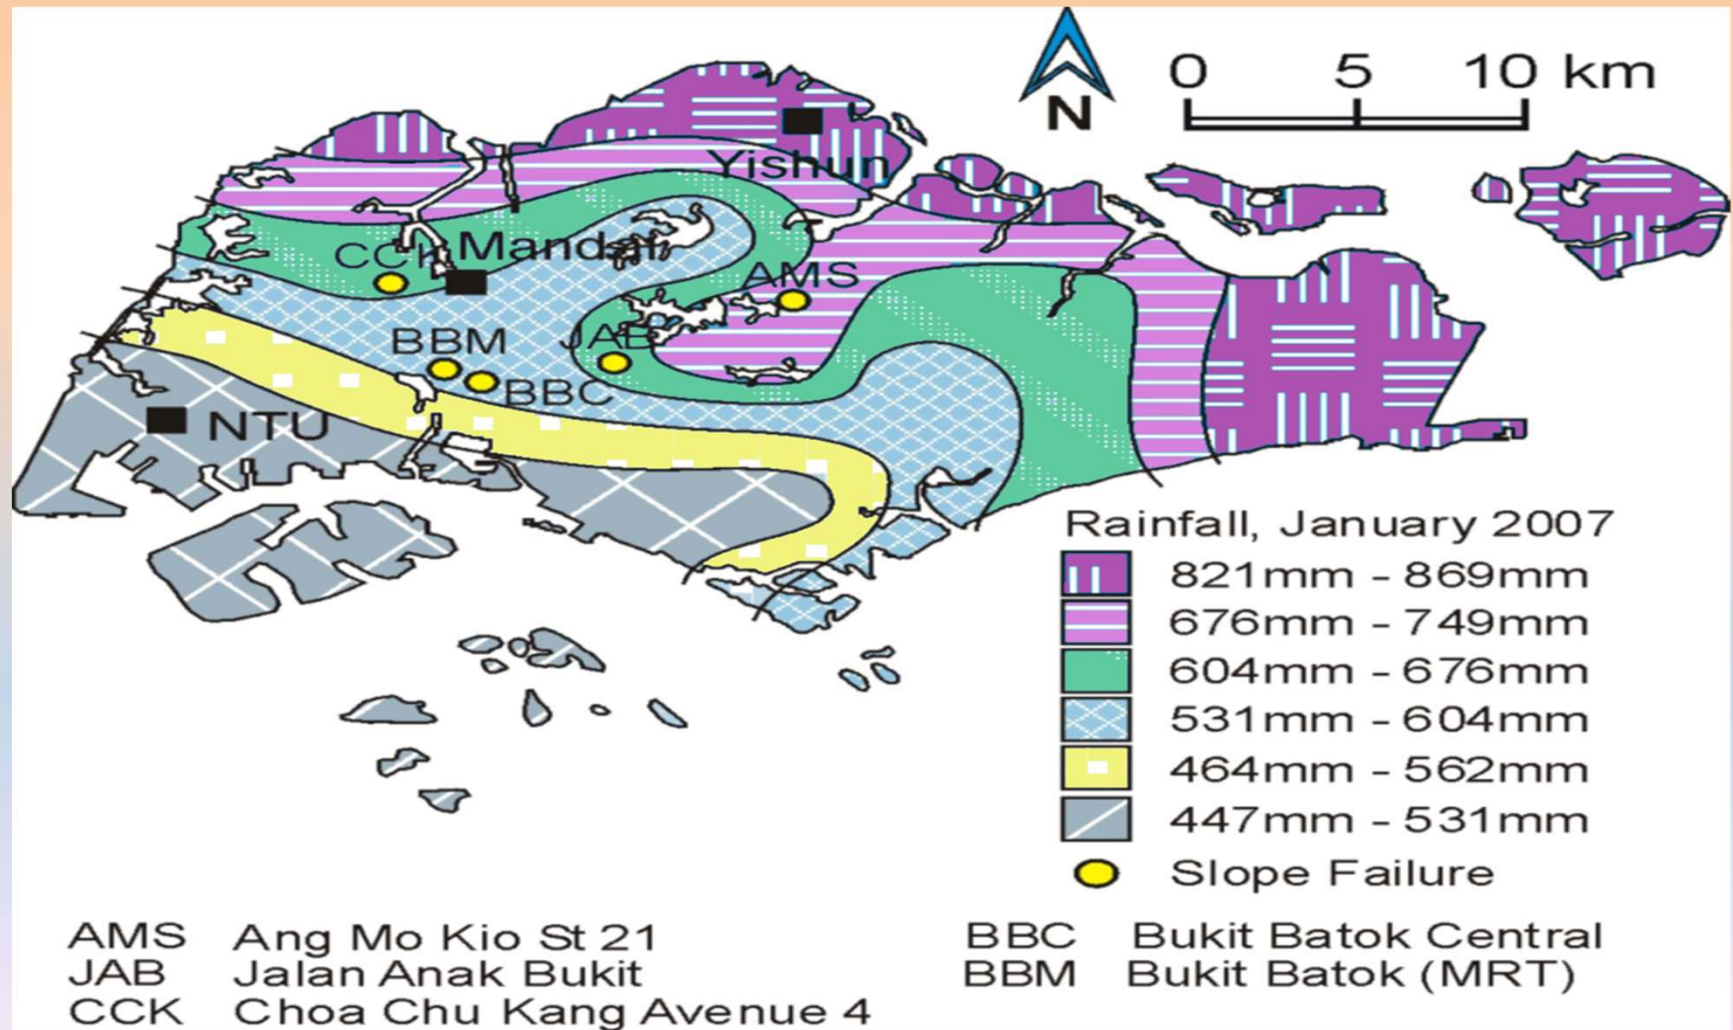 0 5 10 km
N
Yishun
CCK Mandai
AMS
BBM JAB
BBC
NTU
Rainfall, January 2007
821mm - 869mm
676mm - 749mm
604mm - 676mm
531mm - 604mm
464mm - 562mm
447mm - 531mm
Slope Failure
AMS Ang Mo Kio St 21 BBC Bukit Batok Central
JAB Jalan Anak Bukit BBM Bukit Batok (MRT)
CCK Choa Chu Kang Avenue 4